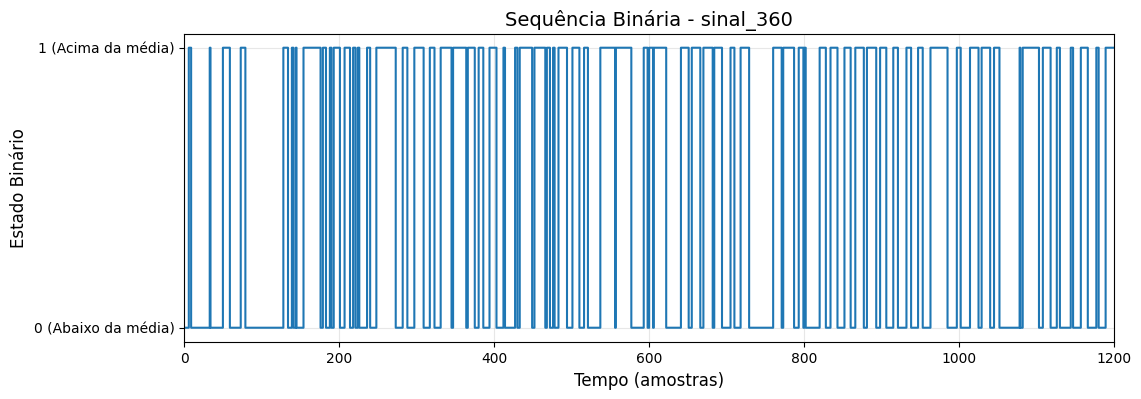 Sequência Binária - sinal_360
Estado Binário
1 (Acima da média)
0 (Abaixo da média)
0
200
400
600
800
1000
1200
Tempo (amostras)